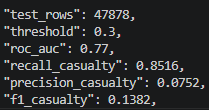 "test_rows": 47878,
"threshold": 0.3,
"roc_auc": 0.77,
"recall_casualty": 0.8516,
"precision_casualty": 0.0752,
"f1_casualty": 0.1382,